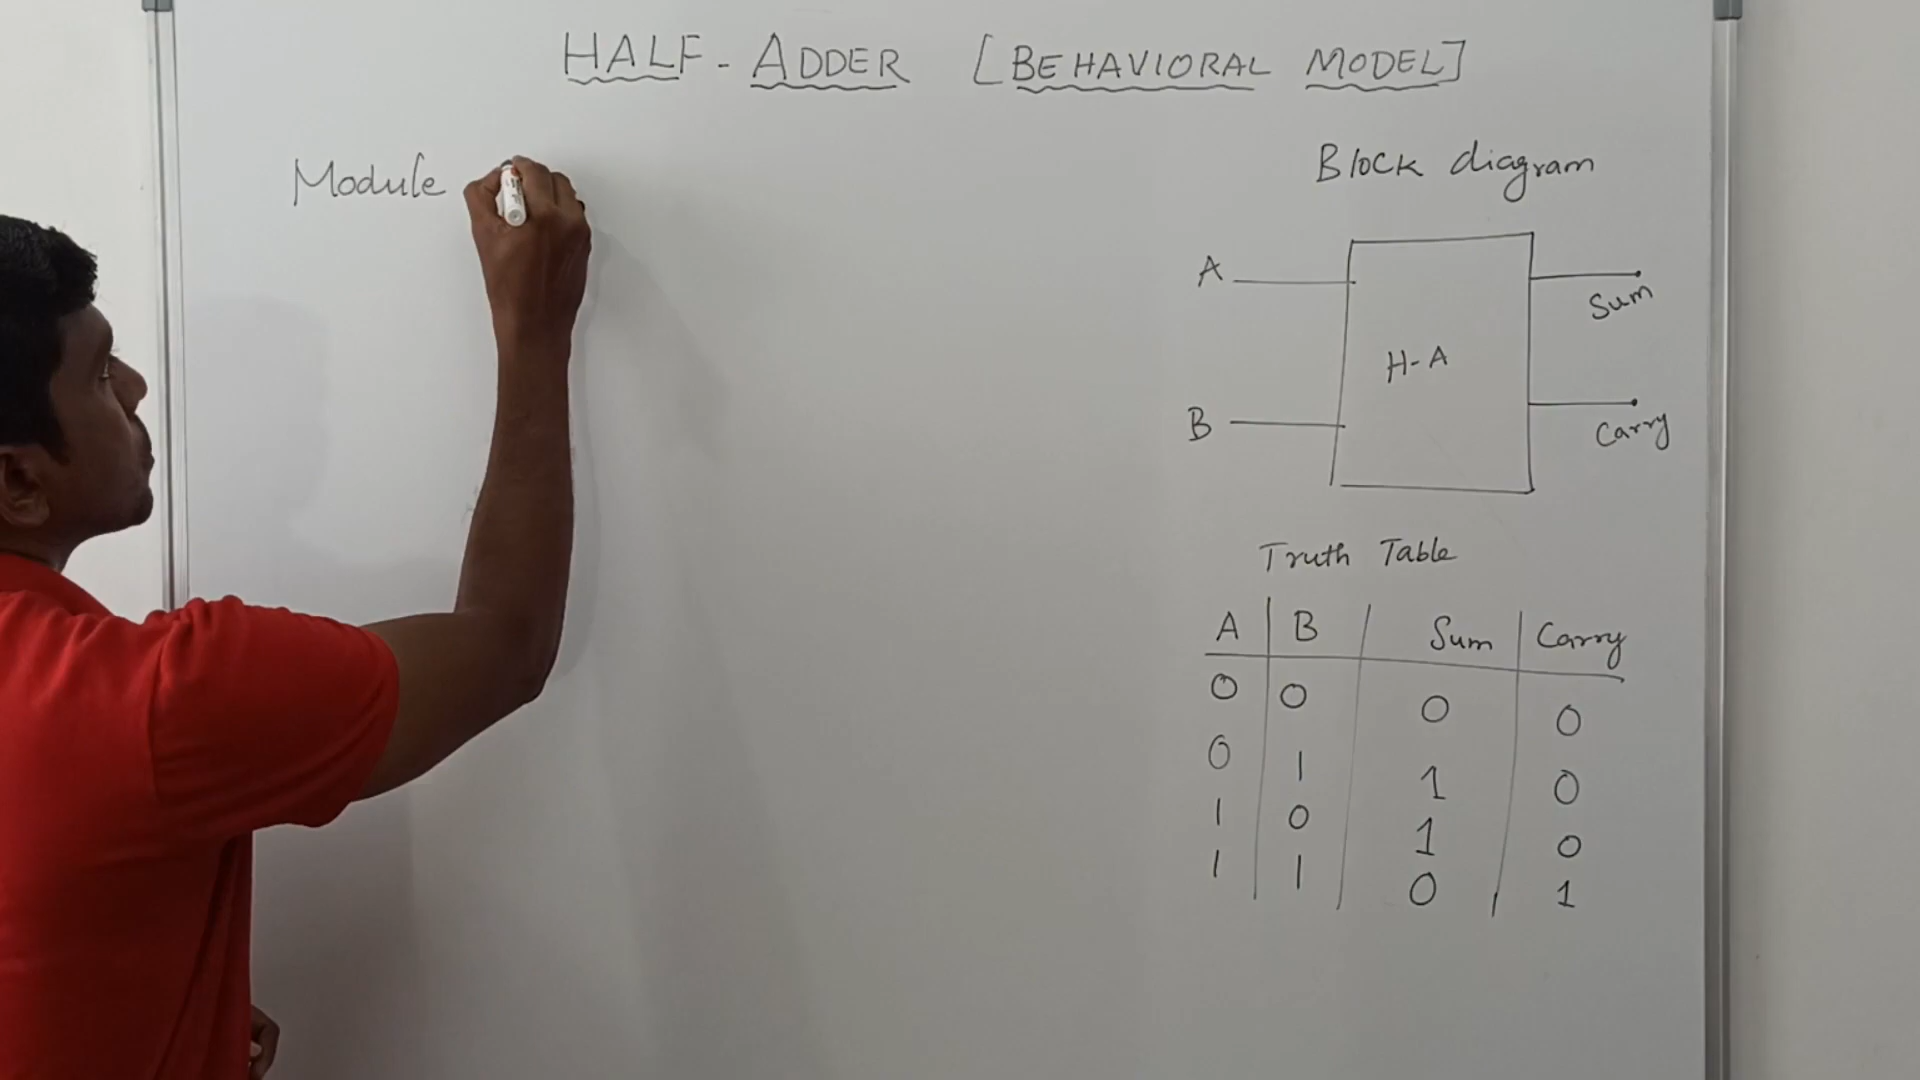 HALF - ADDER [BEHAVIORAL MODEL]
Module
Block diagram
A
Sum
H-A
B
Carry
Truth Table
A B Sum Carry
0 0 0 0
0 1 1 0
1 0 1 0
1 1 0 1